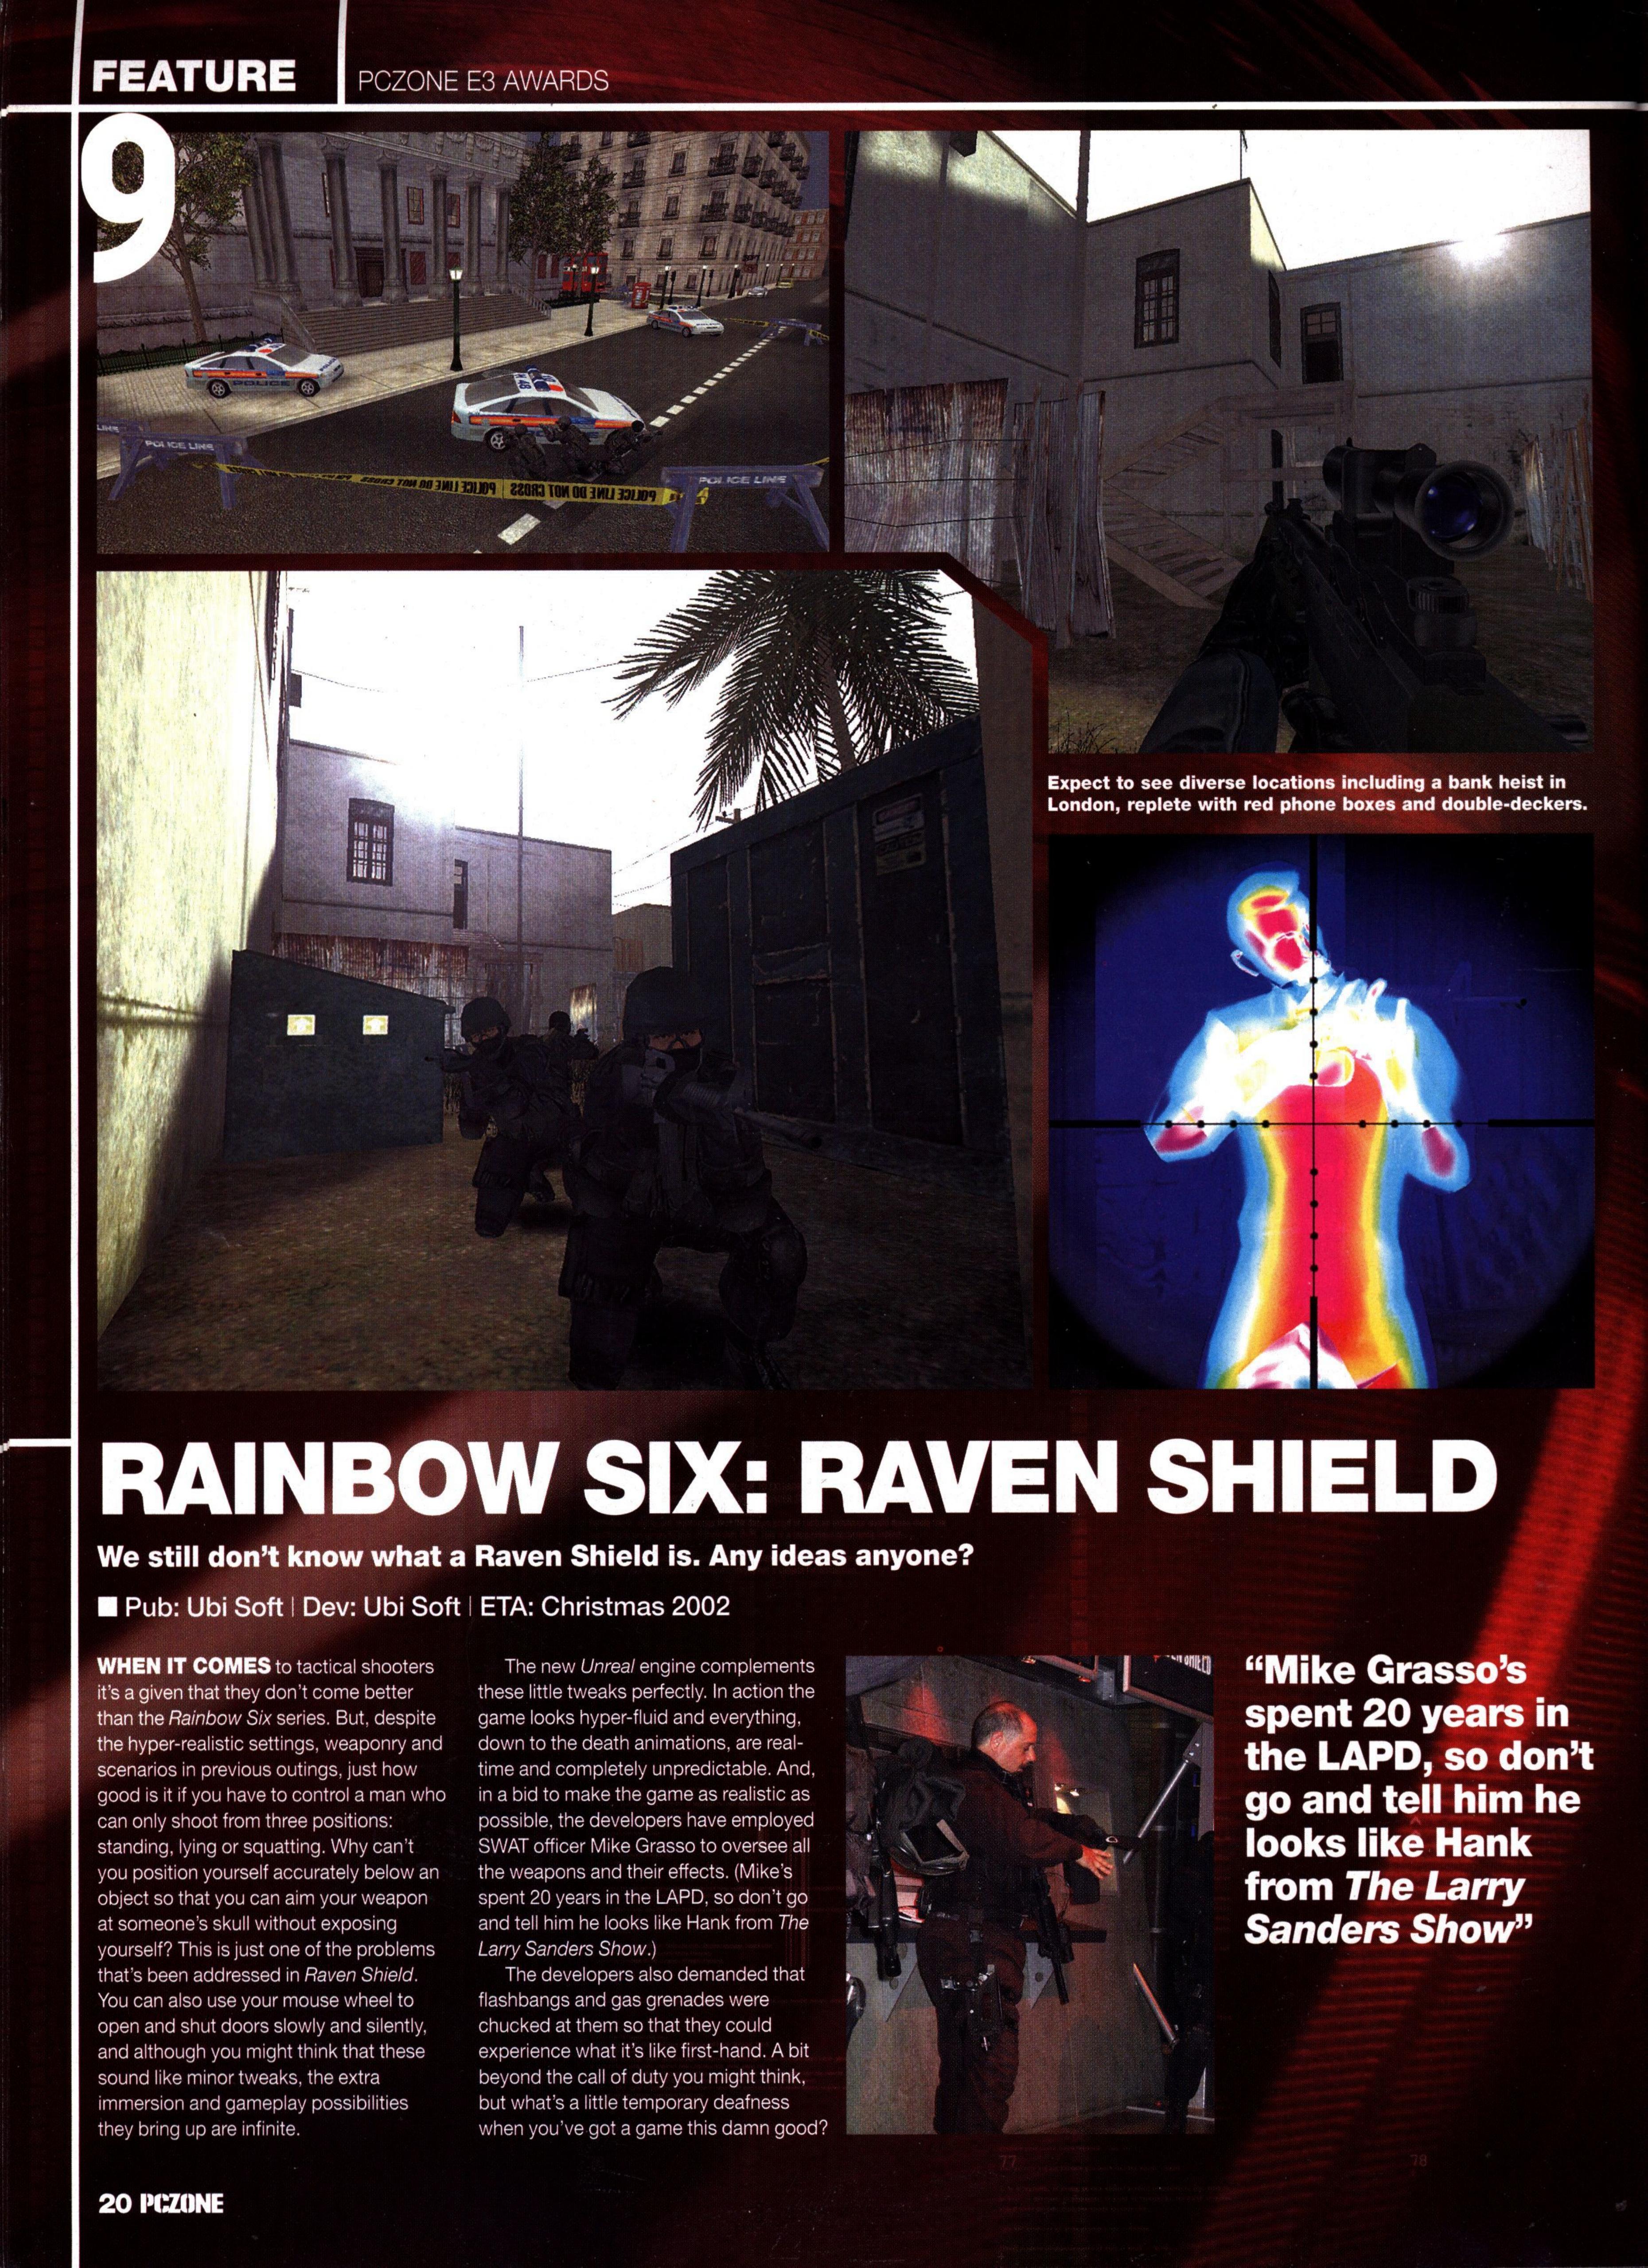 FEATURE
PCZONE E3 AWARDS
9
POLICE
POLICE LINE
POLICE LINE
POLICE LINE DO NOT CROSS
POLICE LINE DO NOT CROSS
Expect to see diverse locations including a bank heist in
London, replete with red phone boxes and double-deckers.
RAINBOW SIX: RAVEN SHIELD
We still don't know what a Raven Shield is. Any ideas anyone?
■ Pub: Ubi Soft | Dev: Ubi Soft | ETA: Christmas 2002
WHEN IT COMES to tactical shooters
it's a given that they don't come better
than the Rainbow Six series. But, despite
the hyper-realistic settings, weaponry and
scenarios in previous outings, just how
good is it if you have to control a man who
can only shoot from three positions:
standing, lying or squatting. Why can't
you position yourself accurately below an
object so that you can aim your weapon
at someone's skull without exposing
yourself? This is just one of the problems
that's been addressed in Raven Shield.
You can also use your mouse wheel to
open and shut doors slowly and silently,
and although you might think that these
sound like minor tweaks, the extra
immersion and gameplay possibilities
they bring up are infinite.
The new Unreal engine complements
these little tweaks perfectly. In action the
game looks hyper-fluid and everything,
down to the death animations, are real-
time and completely unpredictable. And,
in a bid to make the game as realistic as
possible, the developers have employed
SWAT officer Mike Grasso to oversee all
the weapons and their effects. (Mike's
spent 20 years in the LAPD, so don't go
and tell him he looks like Hank from The
Larry Sanders Show.)
The developers also demanded that
flashbangs and gas grenades were
chucked at them so that they could
experience what it's like first-hand. A bit
beyond the call of duty you might think,
but what's a little temporary deafness
when you've got a game this damn good?
"Mike Grasso's
spent 20 years in
the LAPD, so don't
go and tell him he
looks like Hank
from The Larry
Sanders Show"
20 PCZONE